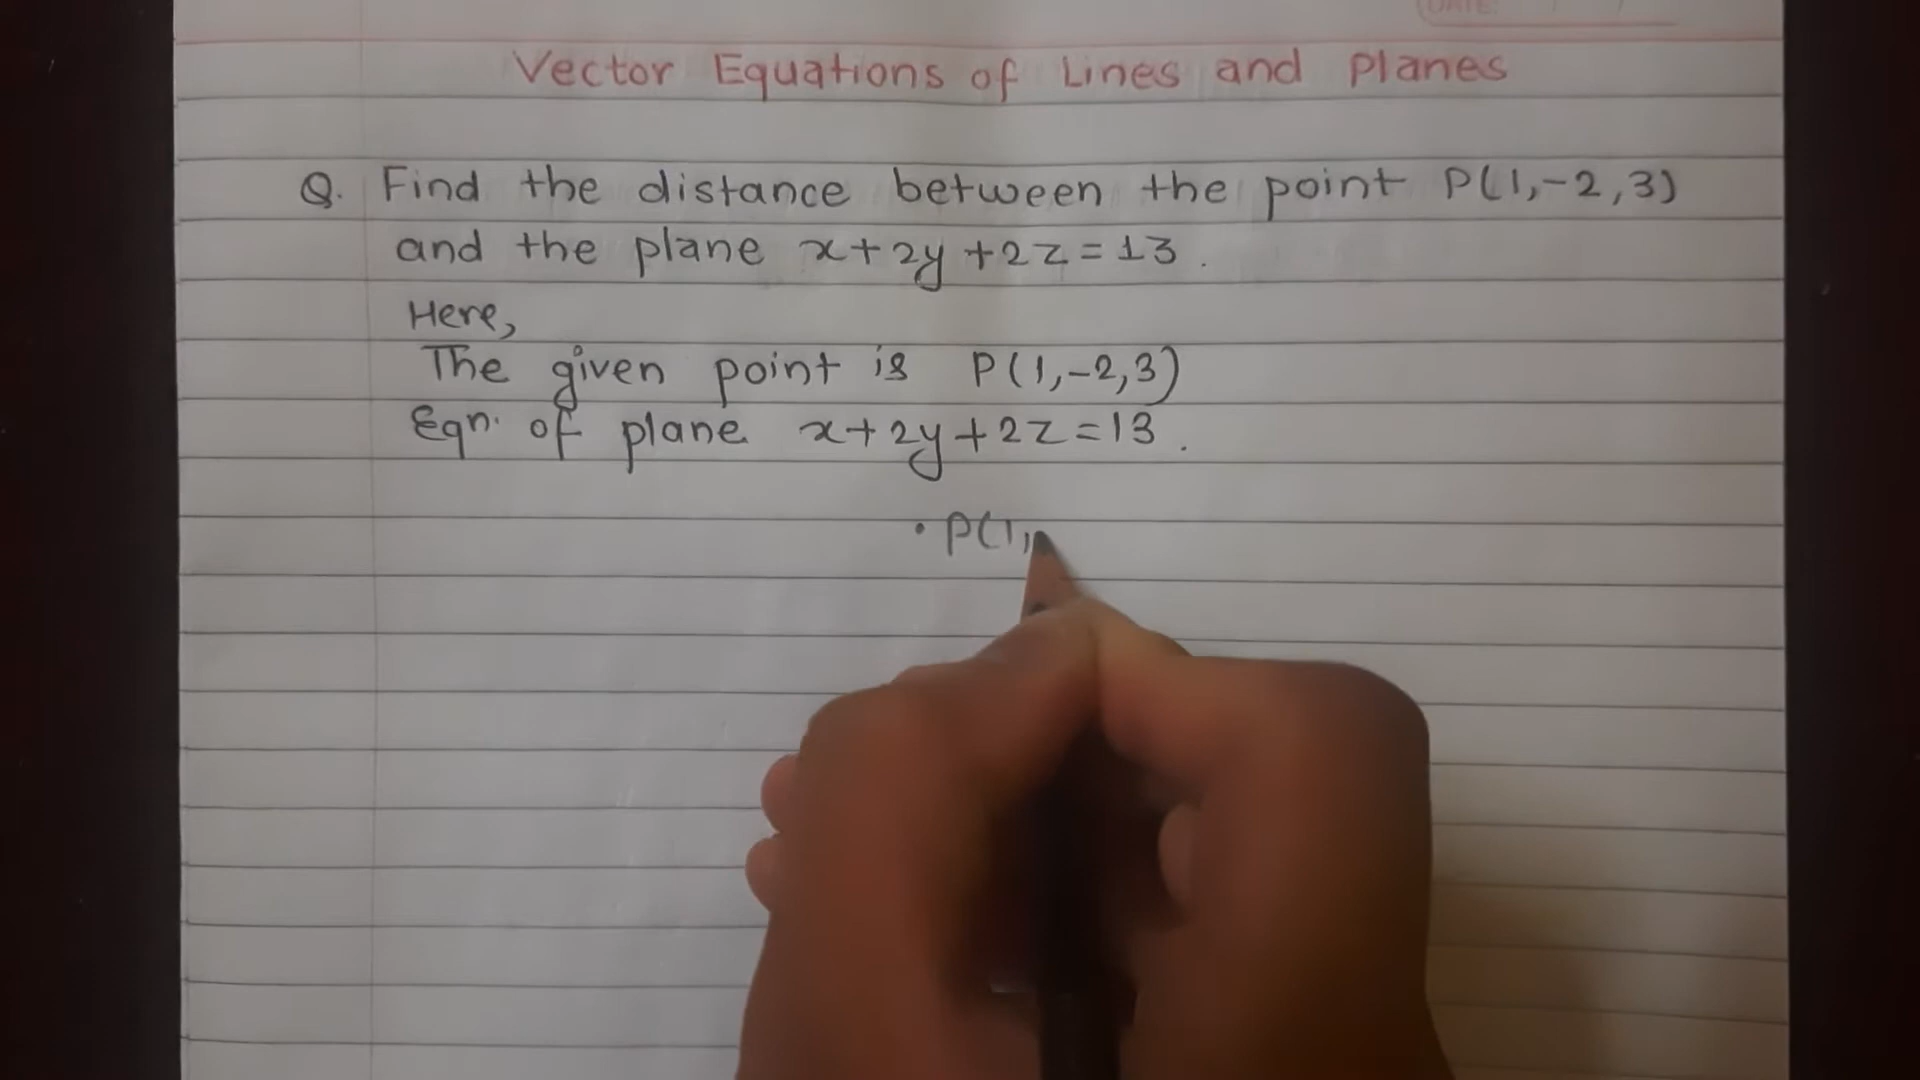 DATE:
Vector Equations of Lines and Planes
Q. Find the distance between the point P(1,-2,3)
and the plane x+2y+2z=13.
Here,
The given point is P(1,-2,3)
Eqn. of plane x+2y+2z=13.
• P(1,